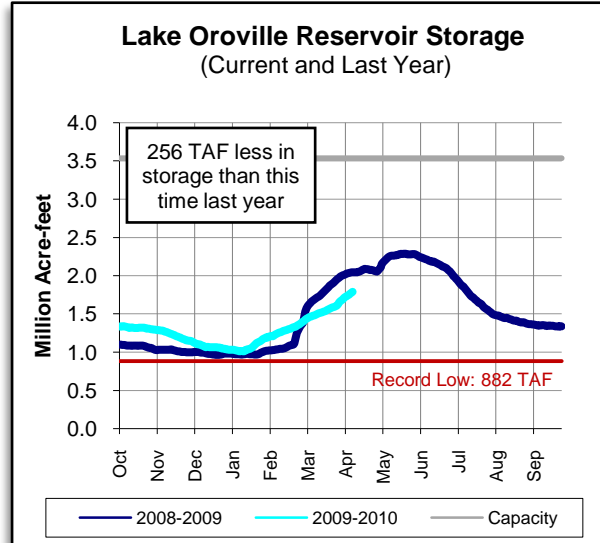 Lake Oroville Reservoir Storage
(Current and Last Year)
Million Acre-feet
4.0
3.5
3.0
2.5
2.0
1.5
1.0
0.5
0.0
256 TAF less in
storage than this
time last year
Record Low: 882 TAF
Oct Nov Dec Jan Feb Mar Apr May Jun Jul Aug Sep
2008-2009 2009-2010 Capacity